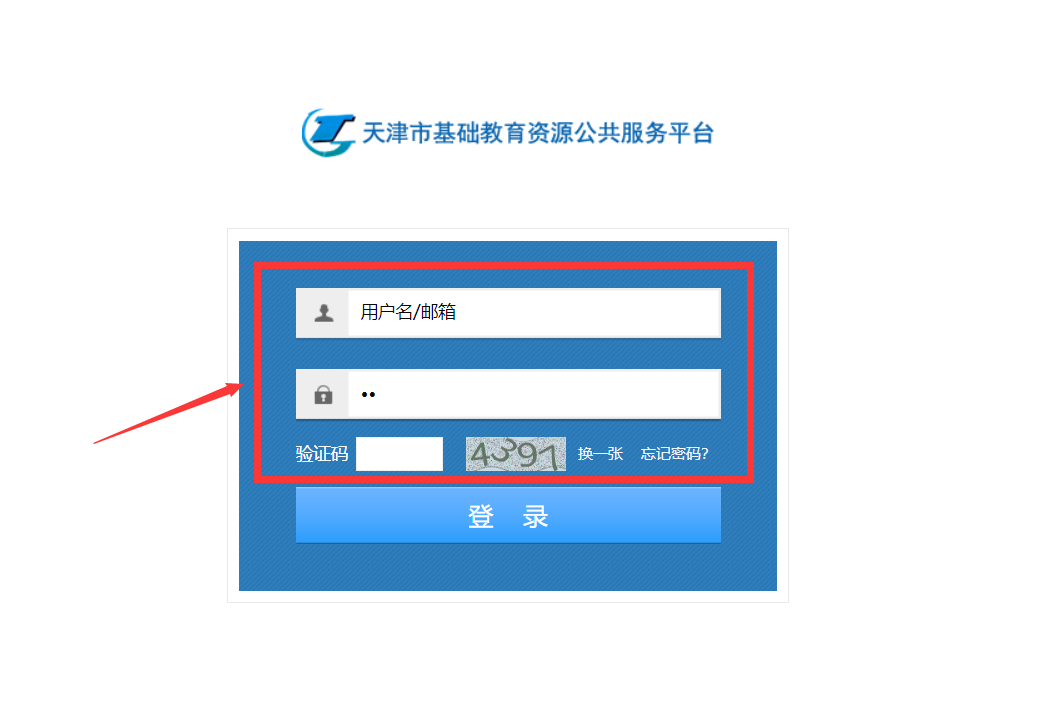 天津市基础教育资源公共服务平台
用户名/邮箱
••
验证码 4397 换一张 忘记密码?
登 录